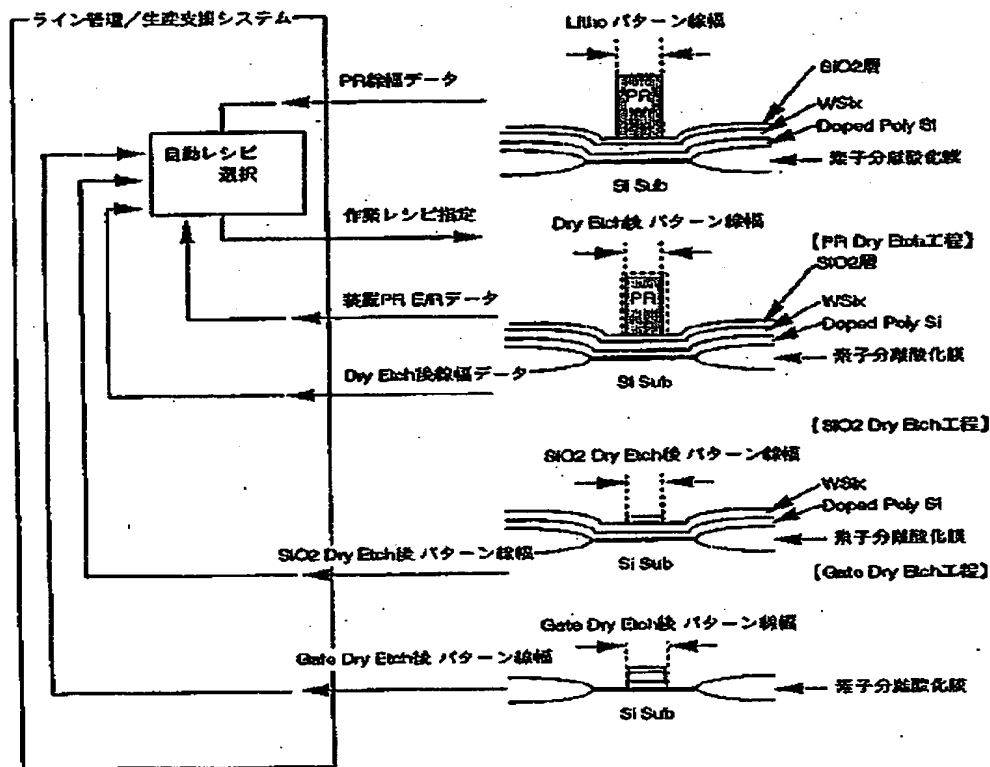 ライン管理/生産支援システム
Litho パターン線幅
PR線幅データ
PR
SiO2層
WSix
Doped Poly Si
素子分離酸化膜
Si Sub
自動レシピ
選択
作業レシピ指定
Dry Etch後 パターン線幅
【PR Dry Etch工程】
PR
SiO2層
WSix
Doped Poly Si
素子分離酸化膜
Si Sub
装置PR E/Rデータ
Dry Etch後線幅データ
【SiO2 Dry Etch工程】
SiO2 Dry Etch後 パターン線幅
WSix
Doped Poly Si
素子分離酸化膜
Si Sub
SiO2 Dry Etch後 パターン線幅
【Gate Dry Etch工程】
Gate Dry Etch後 パターン線幅
Gate Dry Etch後 パターン線幅
素子分離酸化膜
Si Sub